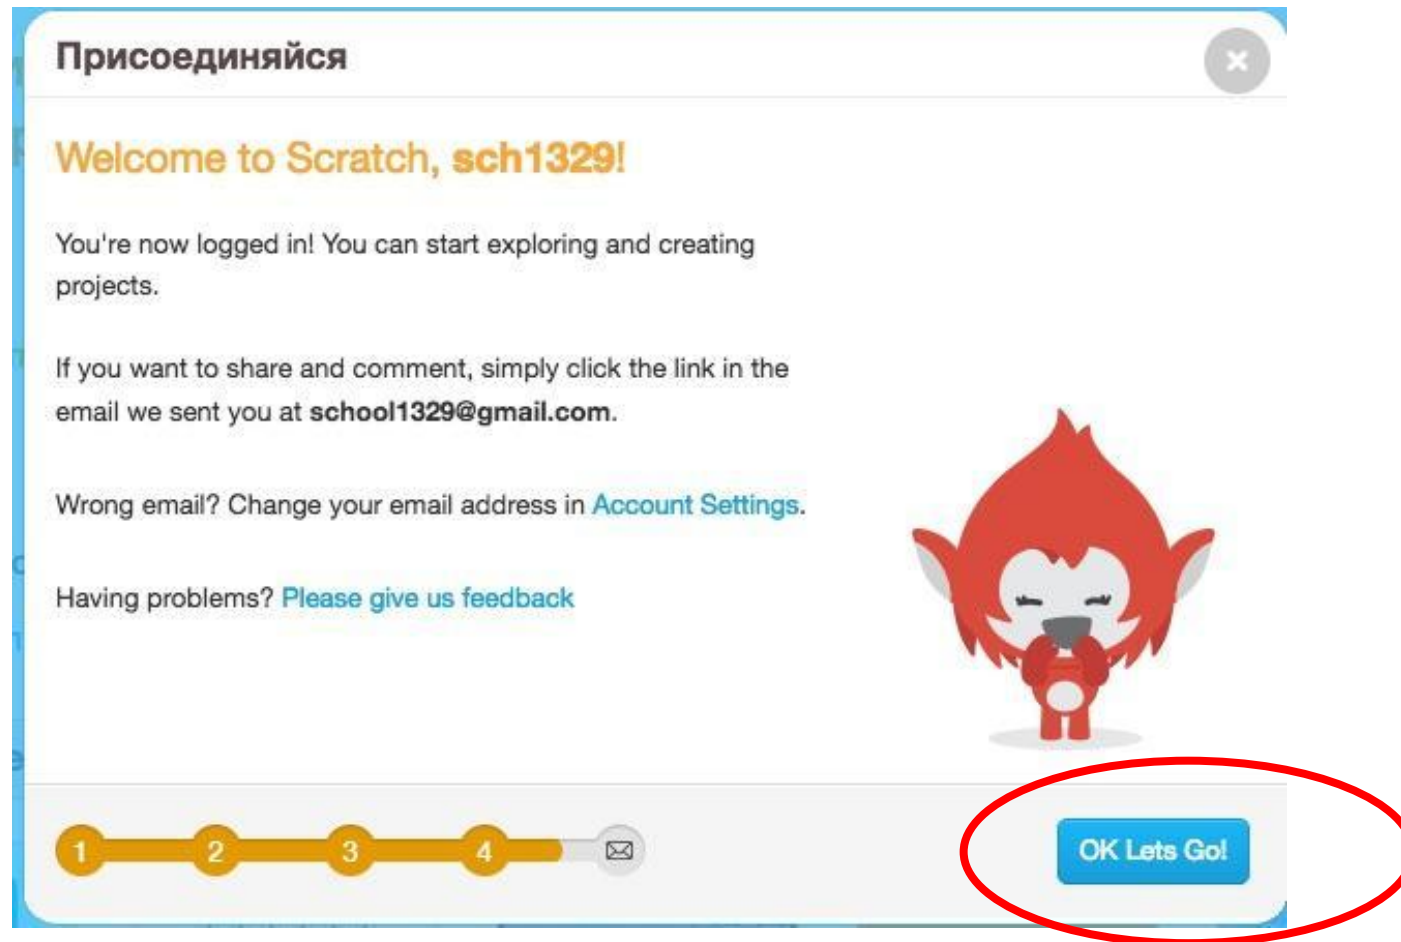 Присоединяйся
Welcome to Scratch, sch1329!
You're now logged in! You can start exploring and creating
projects.
If you want to share and comment, simply click the link in the
email we sent you at school1329@gmail.com.
Wrong email? Change your email address in Account Settings.
Having problems? Please give us feedback
1 2 3 4
OK Lets Go!